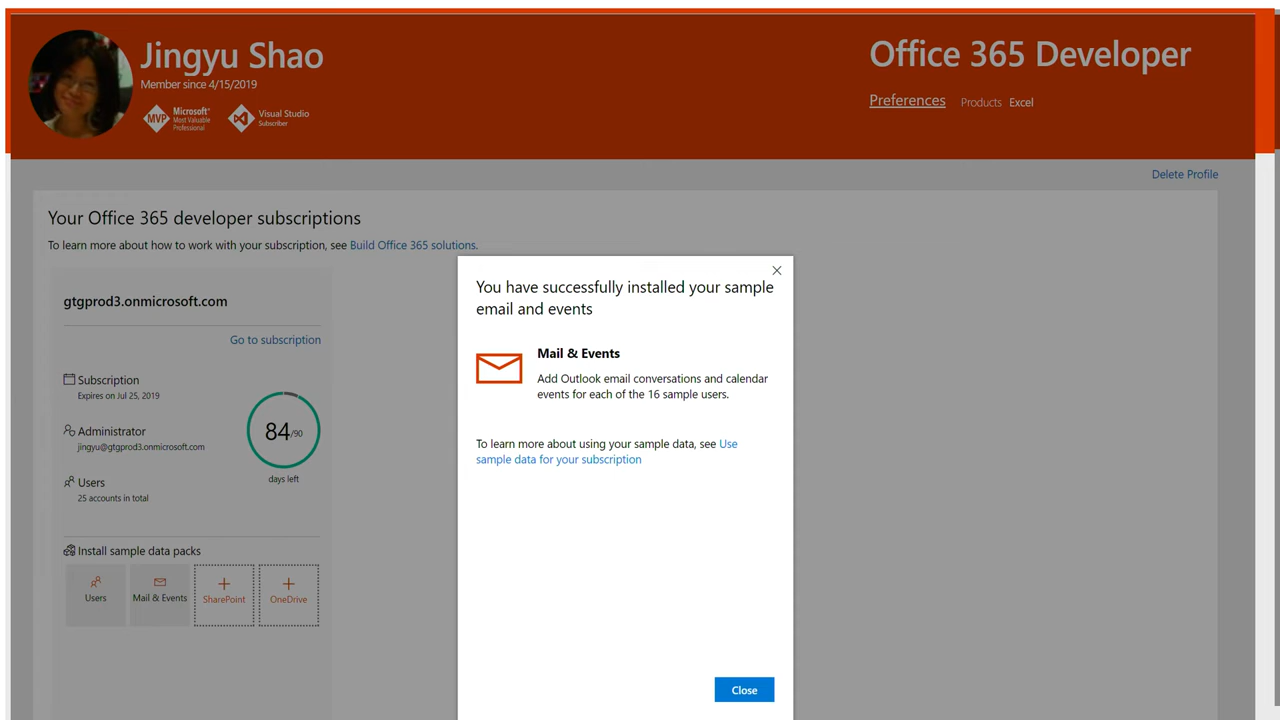 Jingyu Shao
Member since 4/15/2019
MVP Microsoft® Most Valuable Professional
Visual Studio Subscriber
Office 365 Developer
Preferences Products Excel
Delete Profile
Your Office 365 developer subscriptions
To learn more about how to work with your subscription, see Build Office 365 solutions.
gtgprod3.onmicrosoft.com
Go to subscription
Subscription
Expires on Jul 25, 2019
Administrator
jingyu@gtgprod3.onmicrosoft.com
Users
25 accounts in total
84/90
days left
Install sample data packs
Users
Mail & Events
SharePoint
OneDrive
You have successfully installed your sample
email and events
Mail & Events
Add Outlook email conversations and calendar
events for each of the 16 sample users.
To learn more about using your sample data, see Use
sample data for your subscription
Close